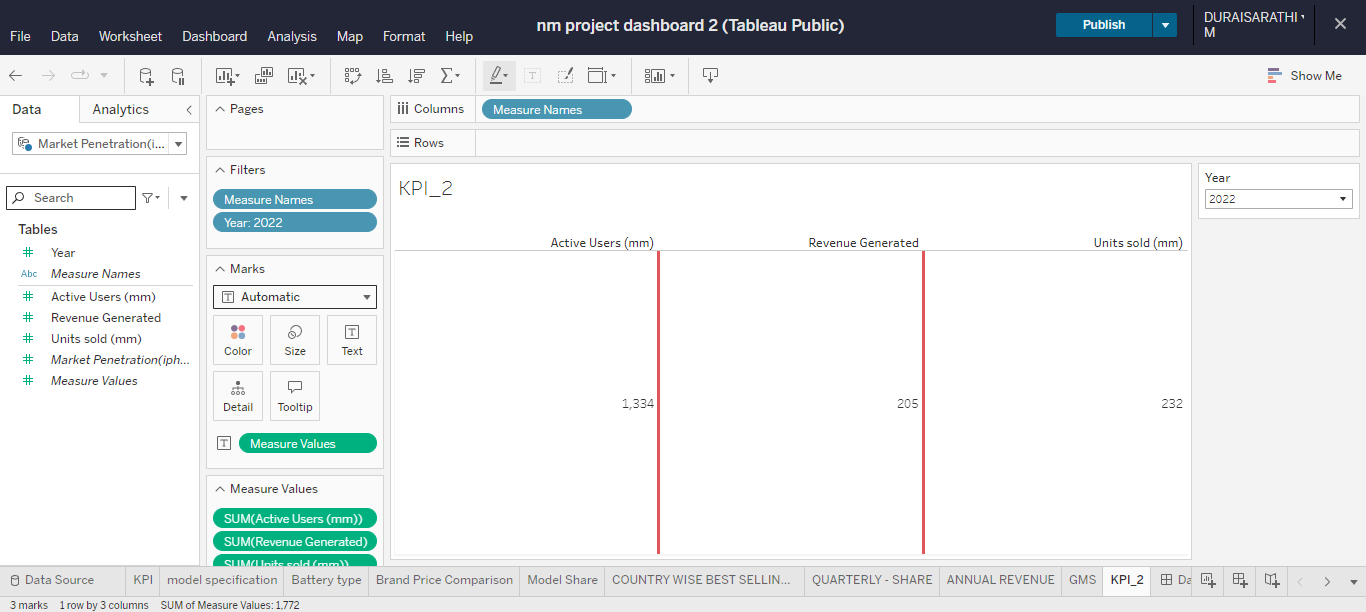 nm project dashboard 2 (Tableau Public)
Publish
DURAISARATHI
M
File Data Worksheet Dashboard Analysis Map Format Help
Show Me
Data Analytics
Market Penetration(i...
Search
Tables
Year
Abc Measure Names
Active Users (mm)
Revenue Generated
Units sold (mm)
Market Penetration(iph...
Measure Values
Pages
Filters
Measure Names
Year: 2022
Marks
Automatic
Color Size Text
Detail Tooltip
Measure Values
Measure Values
SUM(Active Users (mm))
SUM(Revenue Generated)
SUM(Units sold (mm))
Columns Measure Names
Rows
KPI_2
Active Users (mm) Revenue Generated Units sold (mm)
1,334 205 232
Year
2022
Data Source KPI model specification Battery type Brand Price Comparison Model Share COUNTRY WISE BEST SELLIN... QUARTERLY - SHARE ANNUAL REVENUE GMS KPI_2 Da
3 marks 1 row by 3 columns SUM of Measure Values: 1,772